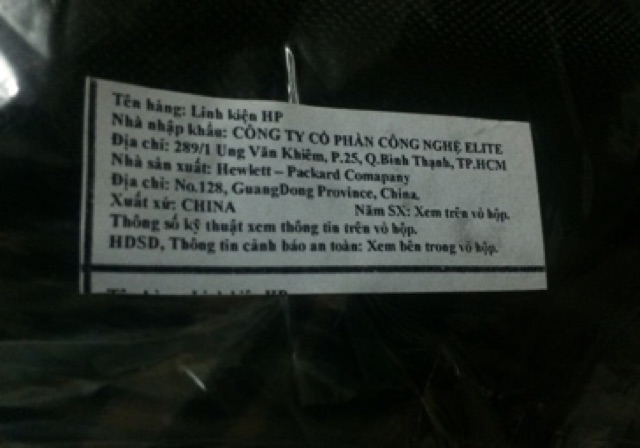 Tên hàng: Linh kiện HP
Nhà nhập khẩu: CÔNG TY CỔ PHẦN CÔNG NGHỆ ELITE
Địa chỉ: 289/1 Ung Văn Khiêm, P.25, Q.Bình Thạnh, TP.HCM
Nhà sản xuất: Hewlett – Packard Comapany
Địa chỉ: No.128, GuangDong Province, China.
Xuất xứ: CHINA Năm SX: Xem trên vỏ hộp.
Thông số kỹ thuật xem thông tin trên vỏ hộp.
HDSD, Thông tin cảnh báo an toàn: Xem bên trong vỏ hộp.